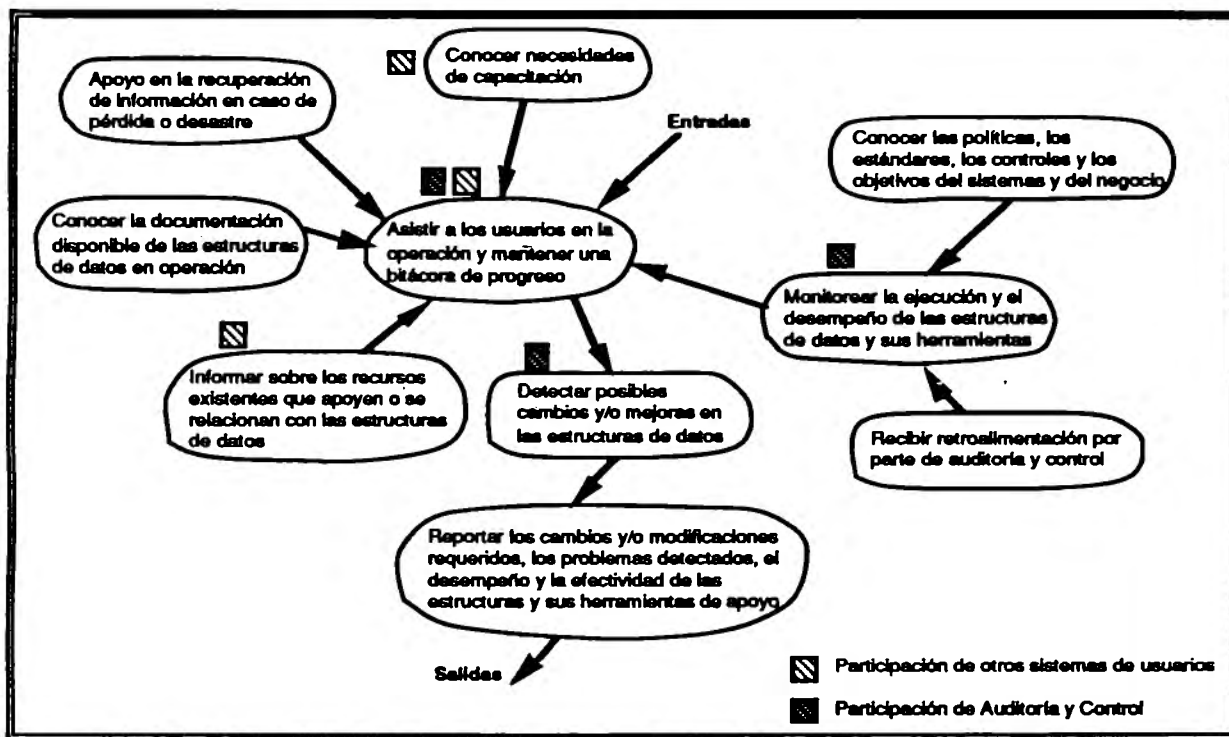 Conocer necesidades
de capacitación
Apoyo en la recuperación
de información en caso de
pérdida o desastre
Entradas
Conocer las políticas, los
estándares, los controles y los
objetivos del sistemas y del negocio
Conocer la documentación
disponible de las estructuras
de datos en operación
Asistir a los usuarios en la
operación y mantener una
bitácora de progreso
Monitorear la ejecución y el
desempeño de las estructuras
de datos y sus herramientas
Informar sobre los recursos
existentes que apoyen o se
relacionan con las estructuras
de datos
Detectar posibles
cambios y/o mejoras en
las estructuras de datos
Recibir retroalimentación por
parte de auditoría y control
Reportar los cambios y/o modificaciones
requeridos, los problemas detectados, el
desempeño y la efectividad de las
estructuras y sus herramientas de apoyo
Salidas
Participación de otros sistemas de usuarios
Participación de Auditoría y Control